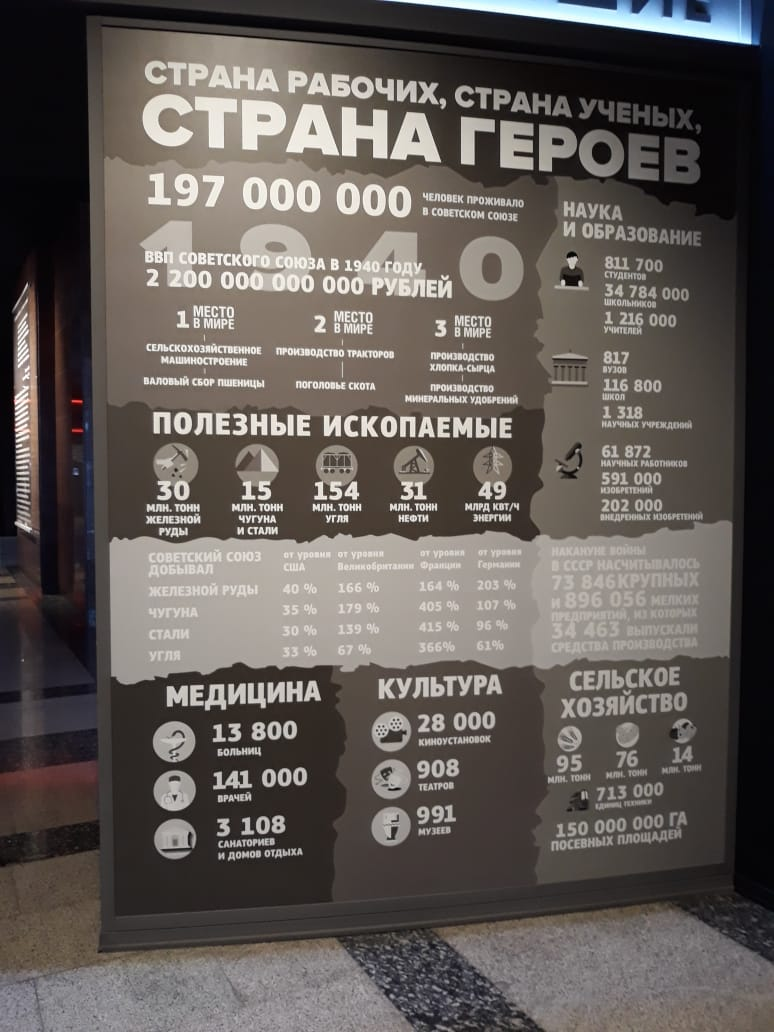 СТРАНА РАБОЧИХ, СТРАНА УЧЕНЫХ,
СТРАНА ГЕРОЕВ
197 000 000
ЧЕЛОВЕК ПРОЖИВАЛО
В СОВЕТСКОМ СОЮЗЕ
1940
ВВП СОВЕТСКОГО СОЮЗА В 1940 ГОДУ
2 200 000 000 000 РУБЛЕЙ
1 МЕСТО
В МИРЕ
СЕЛЬСКОХОЗЯЙСТВЕННОЕ
МАШИНОСТРОЕНИЕ
ВАЛОВЫЙ СБОР ПШЕНИЦЫ
2 МЕСТО
В МИРЕ
ПРОИЗВОДСТВО ТРАКТОРОВ
ПОГОЛОВЬЕ СКОТА
3 МЕСТО
В МИРЕ
ПРОИЗВОДСТВО
ХЛОПКА-СЫРЦА
ПРОИЗВОДСТВО
МИНЕРАЛЬНЫХ УДОБРЕНИЙ
НАУКА
И ОБРАЗОВАНИЕ
811 700
СТУДЕНТОВ
34 784 000
ШКОЛЬНИКОВ
1 216 000
УЧИТЕЛЕЙ
817
ВУЗОВ
116 800
ШКОЛ
1 318
НАУЧНЫХ УЧРЕЖДЕНИЙ
61 872
НАУЧНЫХ РАБОТНИКОВ
591 000
ИЗОБРЕТЕНИЙ
202 000
ВНЕДРЕННЫХ ИЗОБРЕТЕНИЙ
ПОЛЕЗНЫЕ ИСКОПАЕМЫЕ
30
МЛН. ТОНН
ЖЕЛЕЗНОЙ
РУДЫ
15
МЛН. ТОНН
ЧУГУНА
И СТАЛИ
154
МЛН. ТОНН
УГЛЯ
31
МЛН. ТОНН
НЕФТИ
49
МЛРД КВТ/Ч
ЭНЕРГИИ
СОВЕТСКИЙ СОЮЗ
ДОБЫВАЛ
от уровня
США
от уровня
Великобритании
от уровня
Франции
от уровня
Германии
ЖЕЛЕЗНОЙ РУДЫ 40 % 166 % 164 % 203 %
ЧУГУНА 35 % 179 % 405 % 107 %
СТАЛИ 30 % 139 % 415 % 96 %
УГЛЯ 33 % 67 % 366% 61%
НАКАНУНЕ ВОЙНЫ
В СССР НАСЧИТЫВАЛОСЬ
73 846 КРУПНЫХ
И 896 056 МЕЛКИХ
ПРЕДПРИЯТИЙ, ИЗ КОТОРЫХ
34 463 ВЫПУСКАЛИ
СРЕДСТВА ПРОИЗВОДСТВА
МЕДИЦИНА
13 800
БОЛЬНИЦ
141 000
ВРАЧЕЙ
3 108
САНАТОРИЕВ
И ДОМОВ ОТДЫХА
КУЛЬТУРА
28 000
КИНОУСТАНОВОК
908
ТЕАТРОВ
991
МУЗЕЕВ
СЕЛЬСКОЕ
ХОЗЯЙСТВО
95
МЛН. ТОНН
76
МЛН. ТОНН
14
МЛН. ТОНН
713 000
ЕДИНИЦ ТЕХНИКИ
150 000 000 ГА
ПОСЕВНЫХ ПЛОЩАДЕЙ